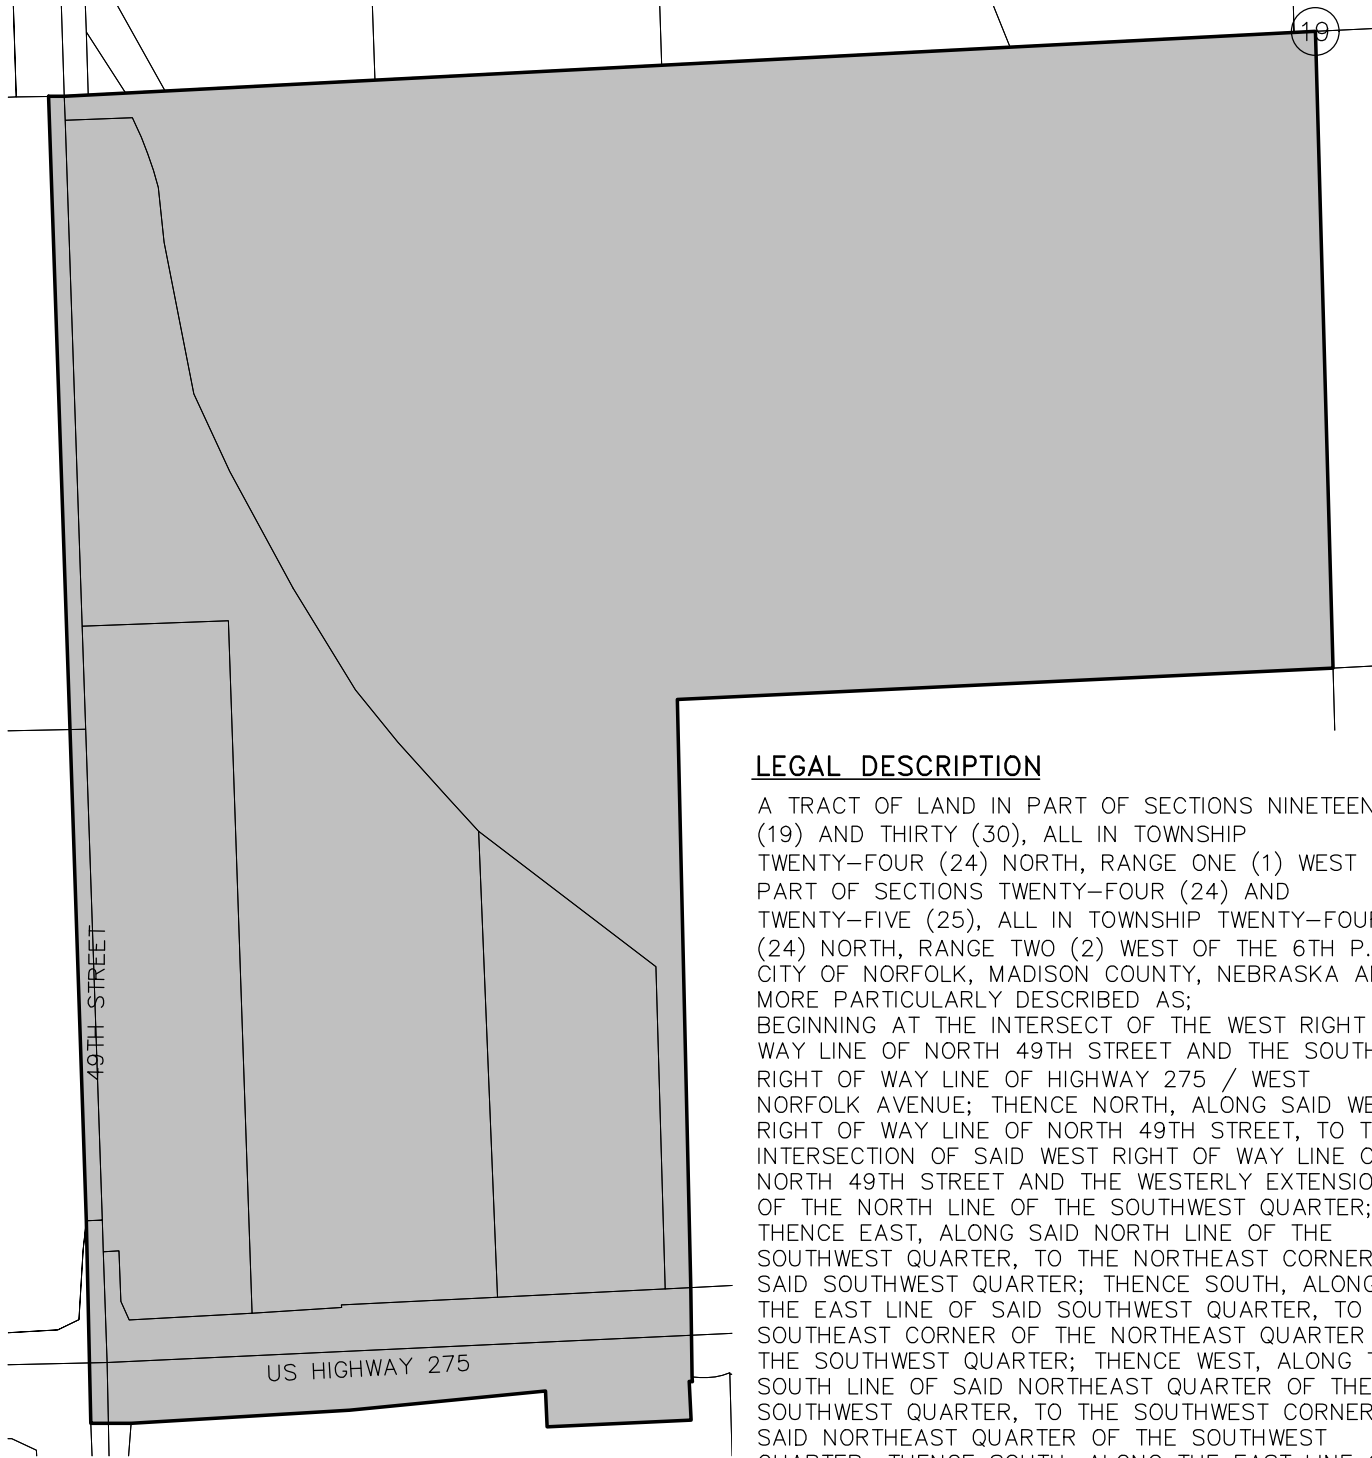 19
LEGAL DESCRIPTION
A TRACT OF LAND IN PART OF SECTIONS NINETEEN
(19) AND THIRTY (30), ALL IN TOWNSHIP
TWENTY-FOUR (24) NORTH, RANGE ONE (1) WEST
PART OF SECTIONS TWENTY-FOUR (24) AND
TWENTY-FIVE (25), ALL IN TOWNSHIP TWENTY-FOU
(24) NORTH, RANGE TWO (2) WEST OF THE 6TH P.
CITY OF NORFOLK, MADISON COUNTY, NEBRASKA A
MORE PARTICULARLY DESCRIBED AS;
BEGINNING AT THE INTERSECT OF THE WEST RIGHT
WAY LINE OF NORTH 49TH STREET AND THE SOUTH
RIGHT OF WAY LINE OF HIGHWAY 275 / WEST
NORFOLK AVENUE; THENCE NORTH, ALONG SAID WE
RIGHT OF WAY LINE OF NORTH 49TH STREET, TO T
INTERSECTION OF SAID WEST RIGHT OF WAY LINE O
NORTH 49TH STREET AND THE WESTERLY EXTENSIO
OF THE NORTH LINE OF THE SOUTHWEST QUARTER;
THENCE EAST, ALONG SAID NORTH LINE OF THE
SOUTHWEST QUARTER, TO THE NORTHEAST CORNER
SAID SOUTHWEST QUARTER; THENCE SOUTH, ALONG
THE EAST LINE OF SAID SOUTHWEST QUARTER, TO
SOUTHEAST CORNER OF THE NORTHEAST QUARTER
THE SOUTHWEST QUARTER; THENCE WEST, ALONG T
SOUTH LINE OF SAID NORTHEAST QUARTER OF THE
SOUTHWEST QUARTER, TO THE SOUTHWEST CORNER
SAID NORTHEAST QUARTER OF THE SOUTHWEST
49TH STREET
US HIGHWAY 275